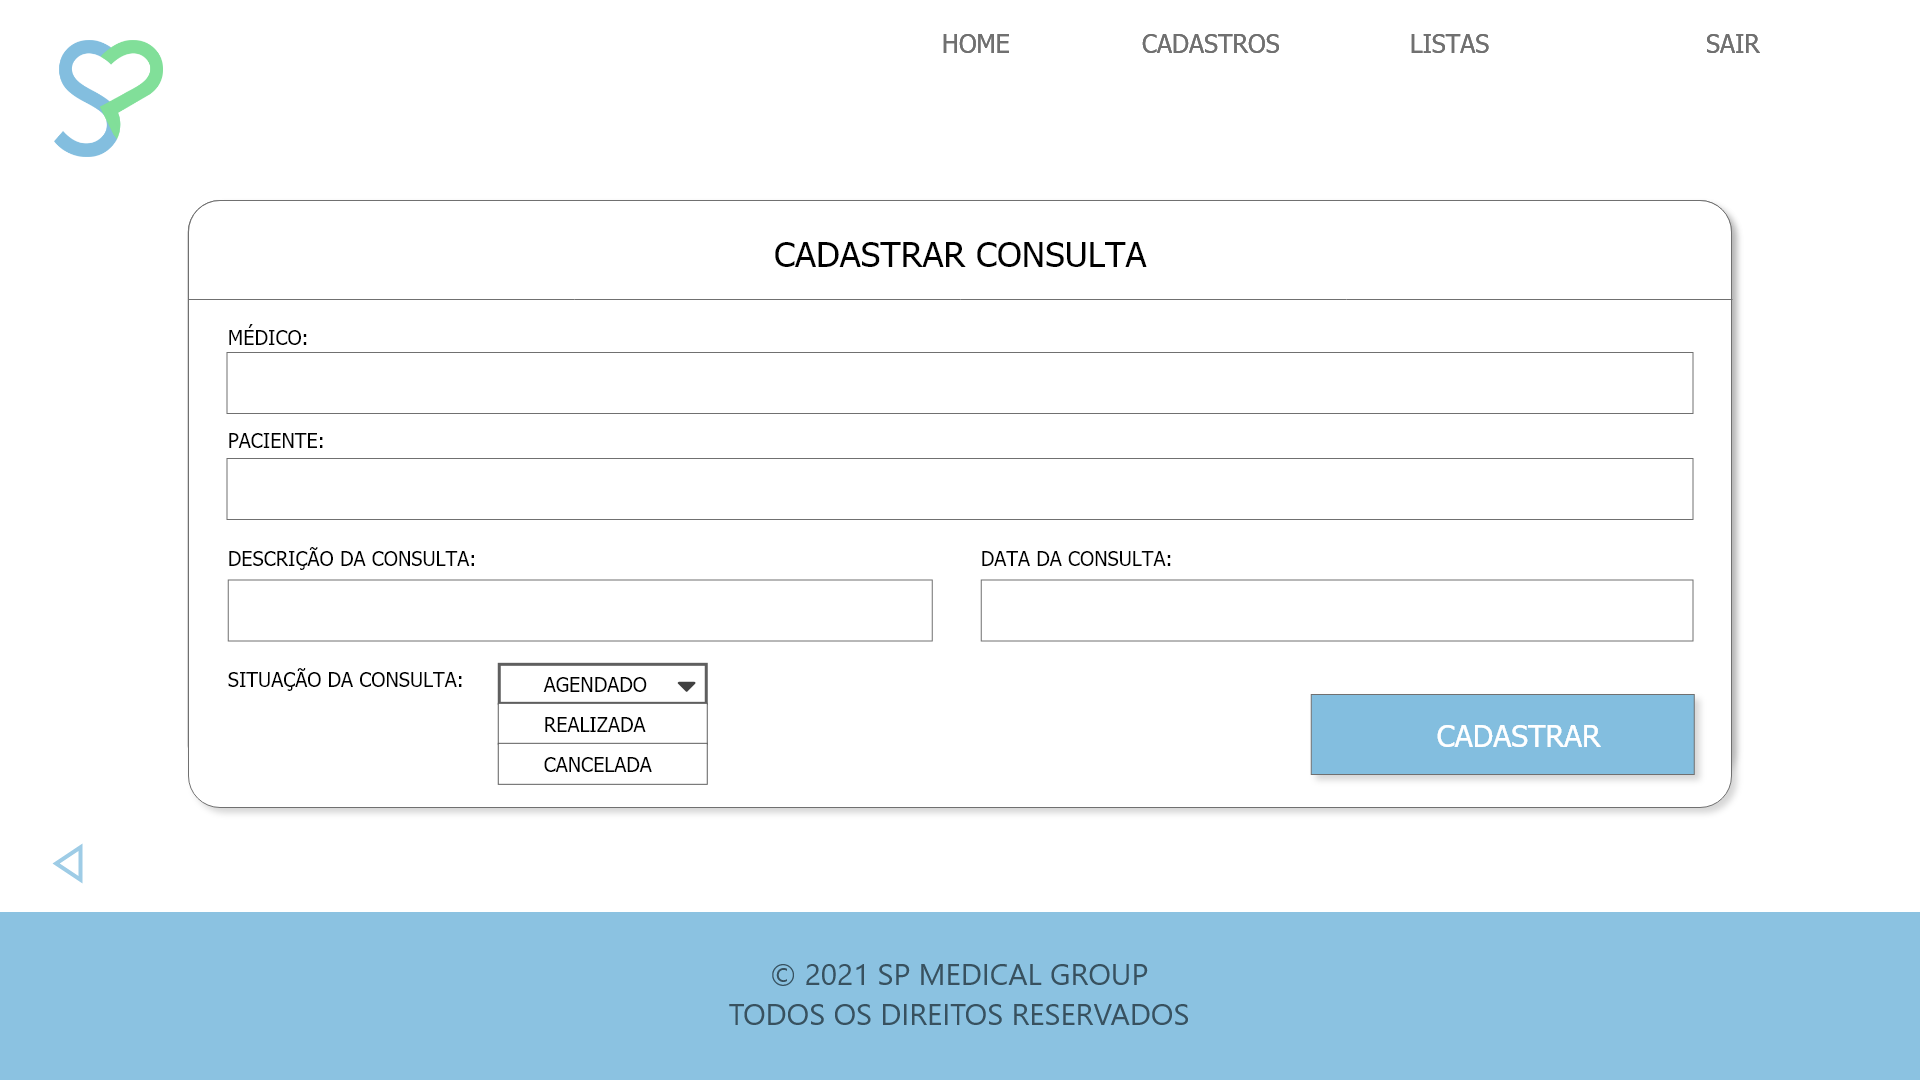 HOME CADASTROS LISTAS SAIR
CADASTRAR CONSULTA
MÉDICO:
PACIENTE:
DESCRIÇÃO DA CONSULTA: DATA DA CONSULTA:
SITUAÇÃO DA CONSULTA: AGENDADO
REALIZADA
CANCELADA
CADASTRAR
© 2021 SP MEDICAL GROUP
TODOS OS DIREITOS RESERVADOS